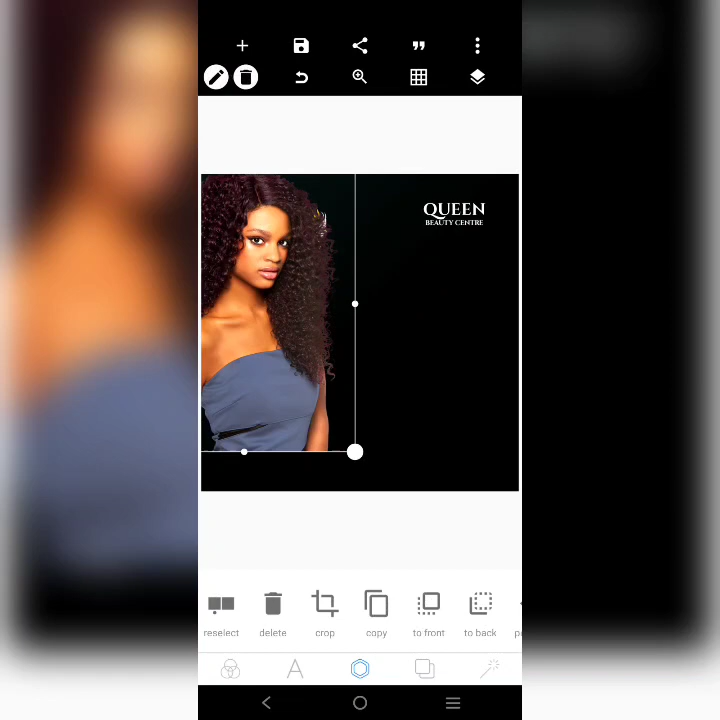 QUEEN
BEAUTY CENTRE
reselect
delete
crop
copy
to front
to back